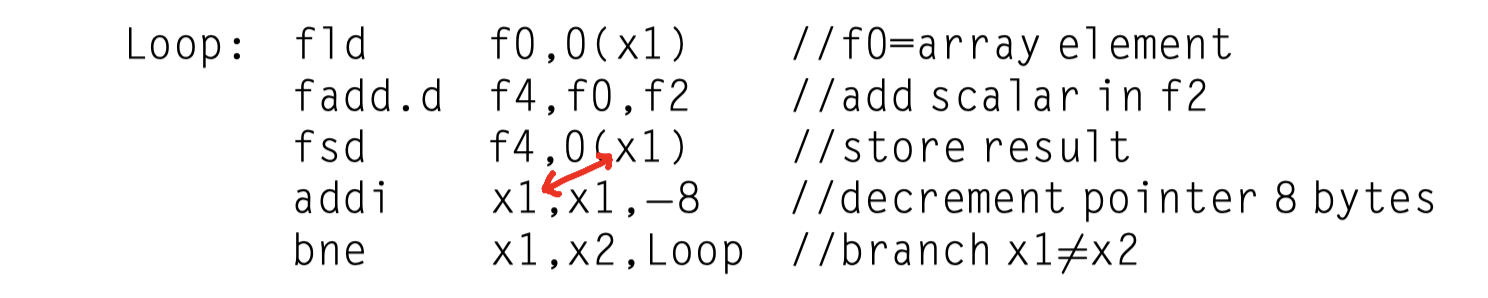 Loop: fld f0,0(x1) //f0=array element
fadd.d f4,f0,f2 //add scalar in f2
fsd f4,0(x1) //store result
addi x1,x1,−8 //decrement pointer 8 bytes
bne x1,x2,Loop //branch x1≠x2